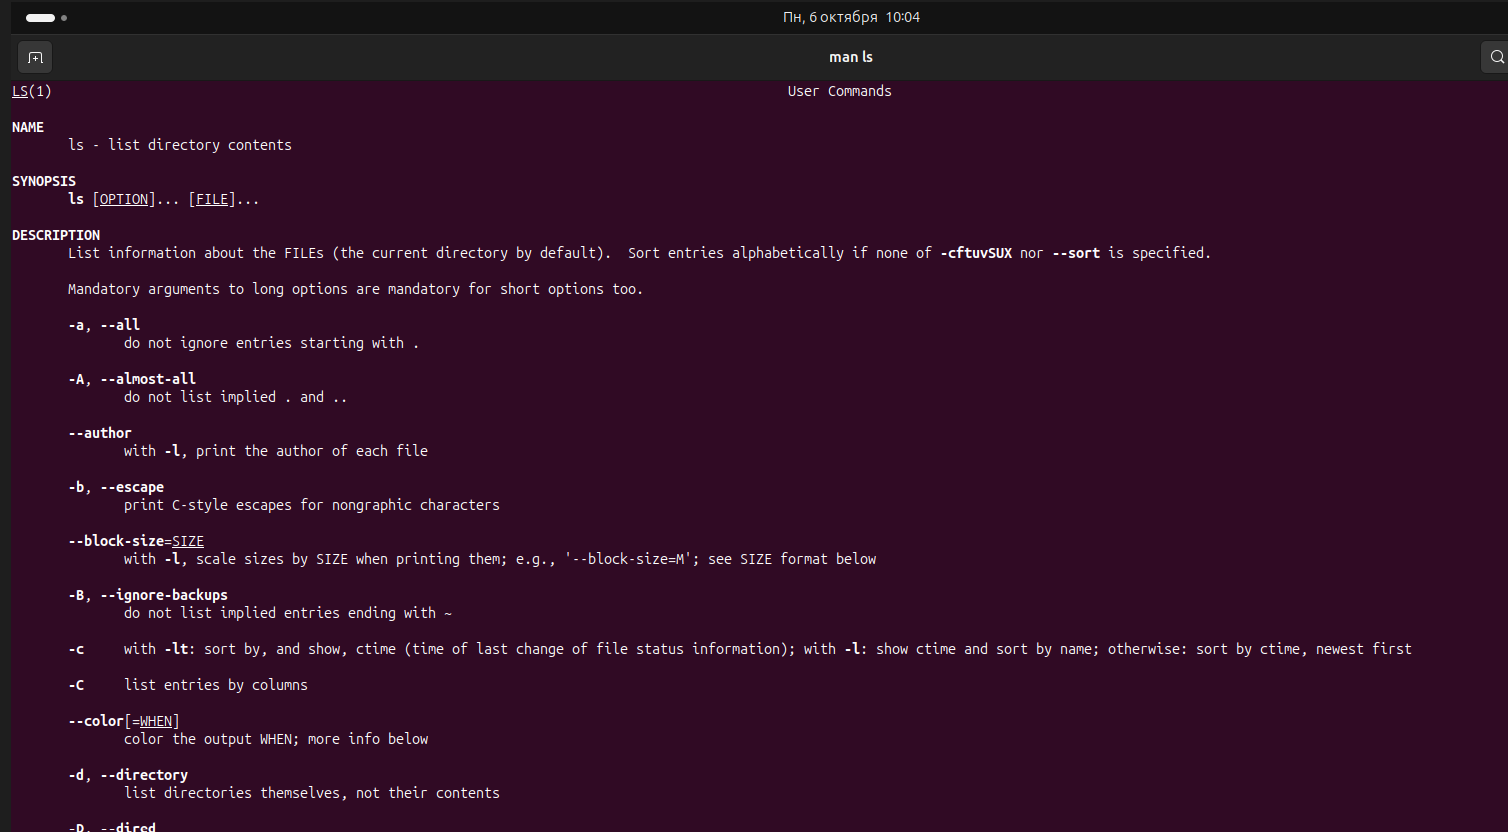 Пн, 6 октября 10:04
man ls
LS(1) User Commands
NAME
ls - list directory contents
SYNOPSIS
ls [OPTION]... [FILE]...
DESCRIPTION
List information about the FILEs (the current directory by default). Sort entries alphabetically if none of -cftuvSUX nor --sort is specified.
Mandatory arguments to long options are mandatory for short options too.
-a, --all
do not ignore entries starting with .
-A, --almost-all
do not list implied . and ..
--author
with -l, print the author of each file
-b, --escape
print C-style escapes for nongraphic characters
--block-size=SIZE
with -l, scale sizes by SIZE when printing them; e.g., '--block-size=M'; see SIZE format below
-B, --ignore-backups
do not list implied entries ending with ~
-c with -lt: sort by, and show, ctime (time of last change of file status information); with -l: show ctime and sort by name; otherwise: sort by ctime, newest first
-C list entries by columns
--color[=WHEN]
color the output WHEN; more info below
-d, --directory
list directories themselves, not their contents
-D, --dired